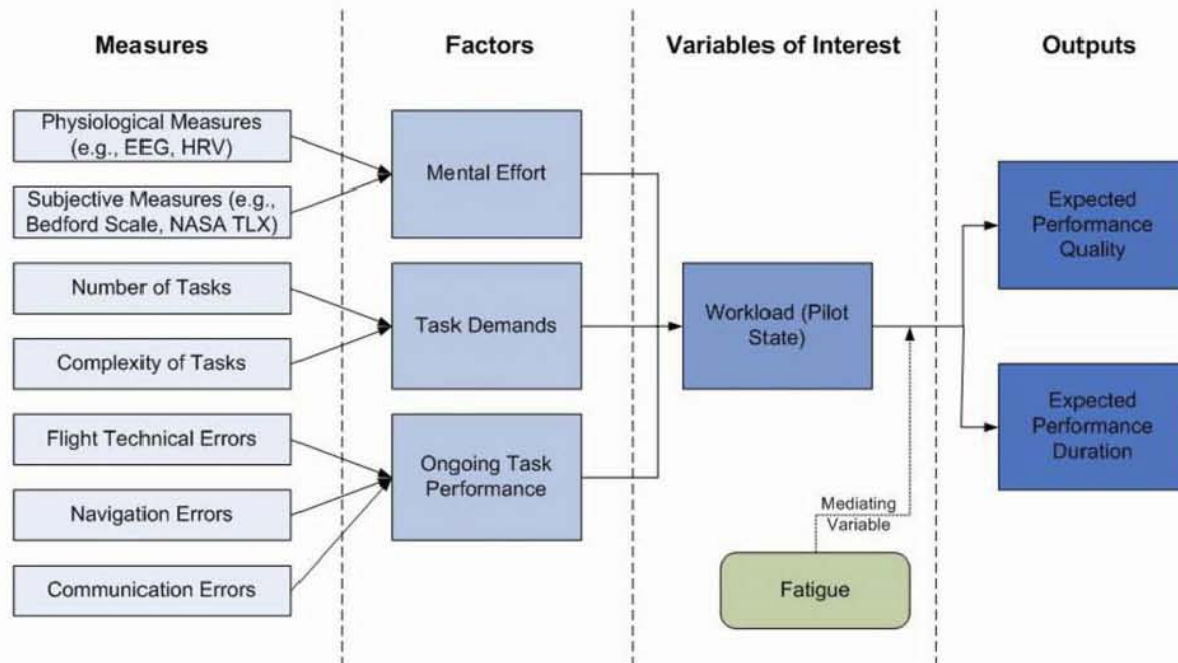 Measures
Factors
Variables of Interest
Outputs
Physiological Measures
(e.g., EEG, HRV)
Subjective Measures (e.g.,
Bedford Scale, NASA TLX)
Number of Tasks
Complexity of Tasks
Flight Technical Errors
Navigation Errors
Communication Errors
Mental Effort
Task Demands
Ongoing Task
Performance
Workload (Pilot
State)
Mediating
Variable
Fatigue
Expected
Performance
Quality
Expected
Performance
Duration